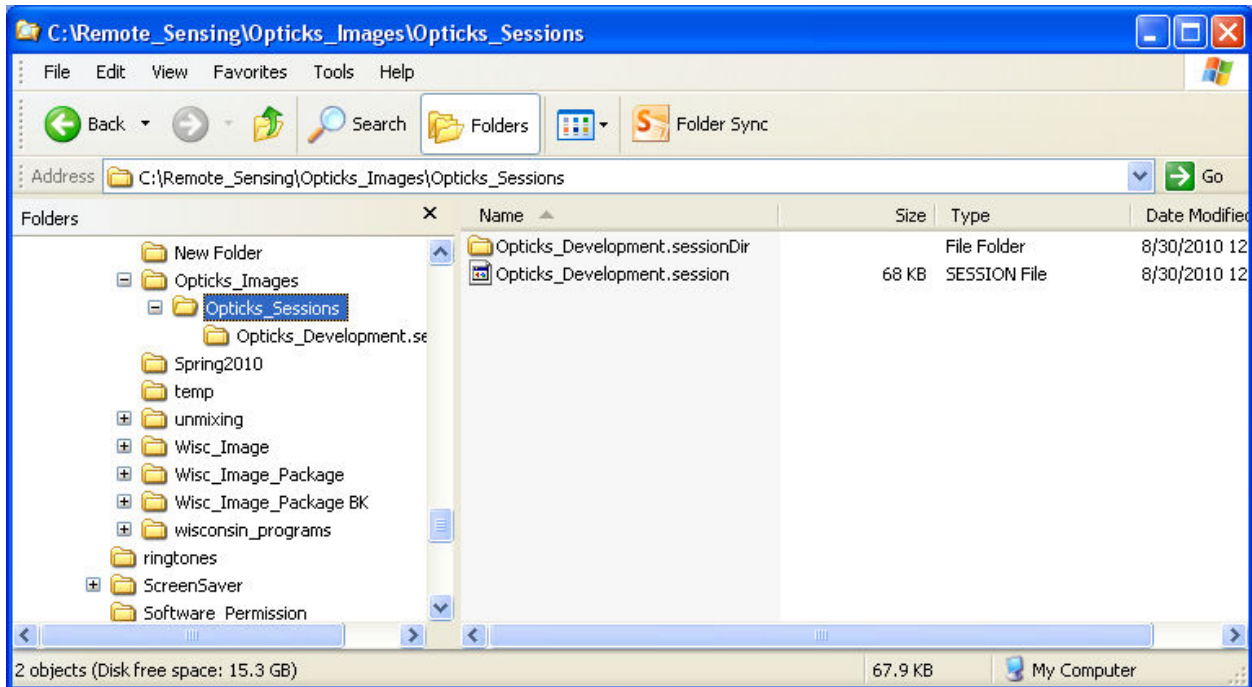 C:\Remote_Sensing\Opticks_Images\Opticks_Sessions
File Edit View Favorites Tools Help
Back Search Folders Folder Sync
Address C:\Remote_Sensing\Opticks_Images\Opticks_Sessions Go
Folders
New Folder
Opticks_Images
Opticks_Sessions
Opticks_Development.se
Spring2010
temp
unmixing
Wisc_Image
Wisc_Image_Package
Wisc_Image_Package BK
wisconsin_programs
ringtones
ScreenSaver
Software_Permission
Name Size Type Date Modified
Opticks_Development.sessionDir File Folder 8/30/2010 12
Opticks_Development.session 68 KB SESSION File 8/30/2010 12
2 objects (Disk free space: 15.3 GB) 67.9 KB My Computer